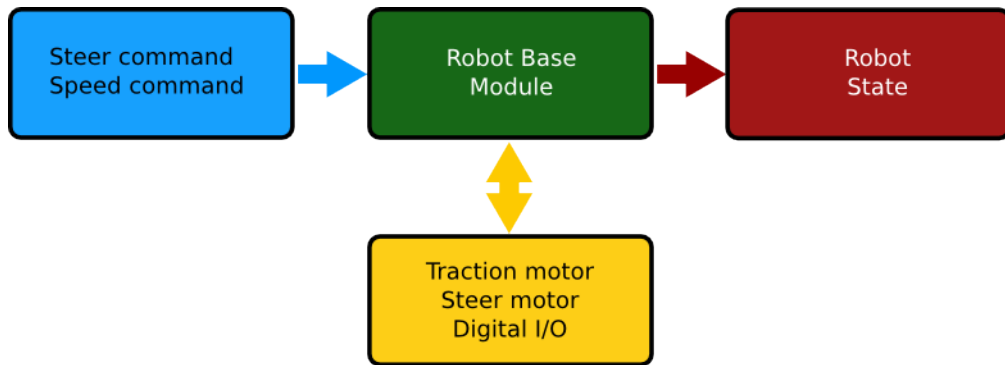 Steer command
Speed command
Robot Base
Module
Robot
State
Traction motor
Steer motor
Digital I/O